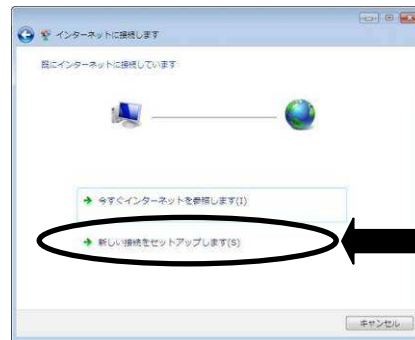 インターネットに接続します
既にインターネットに接続しています
今すぐインターネットを参照します(I)
新しい接続をセットアップします(S)
キャンセル